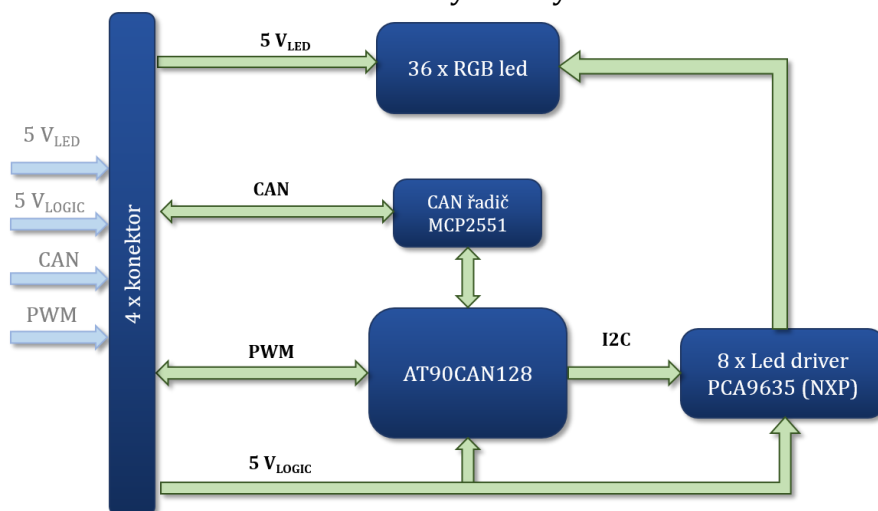 5 VLED
36 x RGB led
5 VLED
5 VLOGIC
CAN
PWM
4 x konektor
CAN
CAN řadič
MCP2551
PWM
AT90CAN128
I2C
8 x Led driver
PCA9635 (NXP)
5 VLOGIC